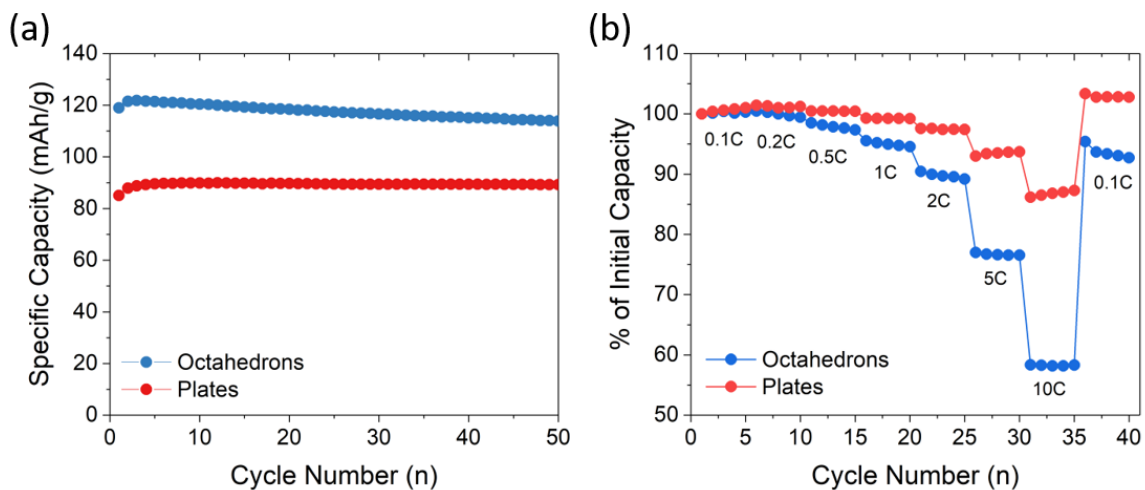 (a)
140
120
100
80
60
40
20
0
Specific Capacity (mAh/g)
Octahedrons
Plates
0 10 20 30 40 50
Cycle Number (n)
(b)
110
100
90
80
70
60
50
% of Initial Capacity
0.1C
0.2C
0.5C
1C
2C
5C
10C
0.1C
Octahedrons
Plates
0 5 10 15 20 25 30 35 40
Cycle Number (n)